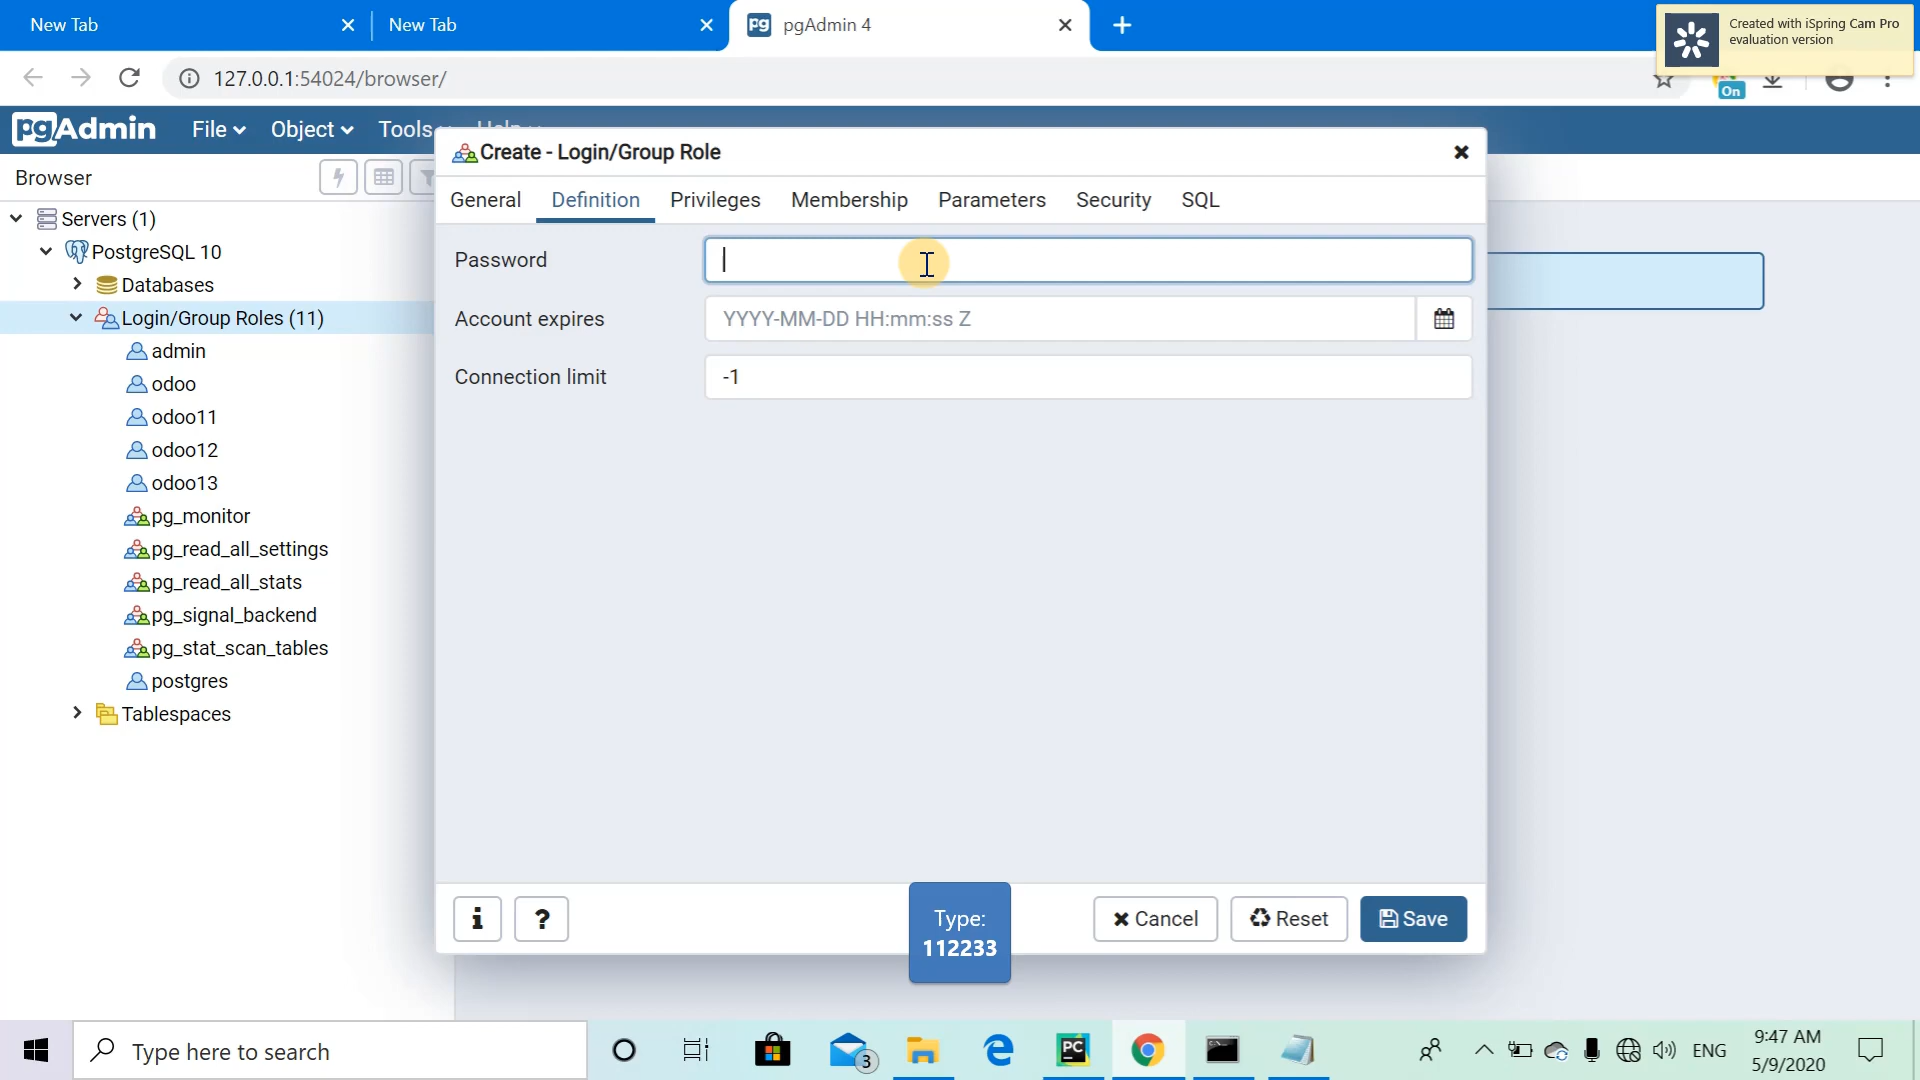 New Tab
New Tab
pgAdmin 4
Created with iSpring Cam Pro
evaluation version
127.0.0.1:54024/browser/
On
pgAdmin
File
Object
Tools
Help
Create - Login/Group Role
Browser
General
Definition
Privileges
Membership
Parameters
Security
SQL
Servers (1)
PostgreSQL 10
Databases
Login/Group Roles (11)
admin
odoo
odoo11
odoo12
odoo13
pg_monitor
pg_read_all_settings
pg_read_all_stats
pg_signal_backend
pg_stat_scan_tables
postgres
Tablespaces
Password
Account expires
YYYY-MM-DD HH:mm:ss Z
Connection limit
-1
i
?
Type:
112233
Cancel
Reset
Save
Type here to search
3
PC
ENG
9:47 AM
5/9/2020